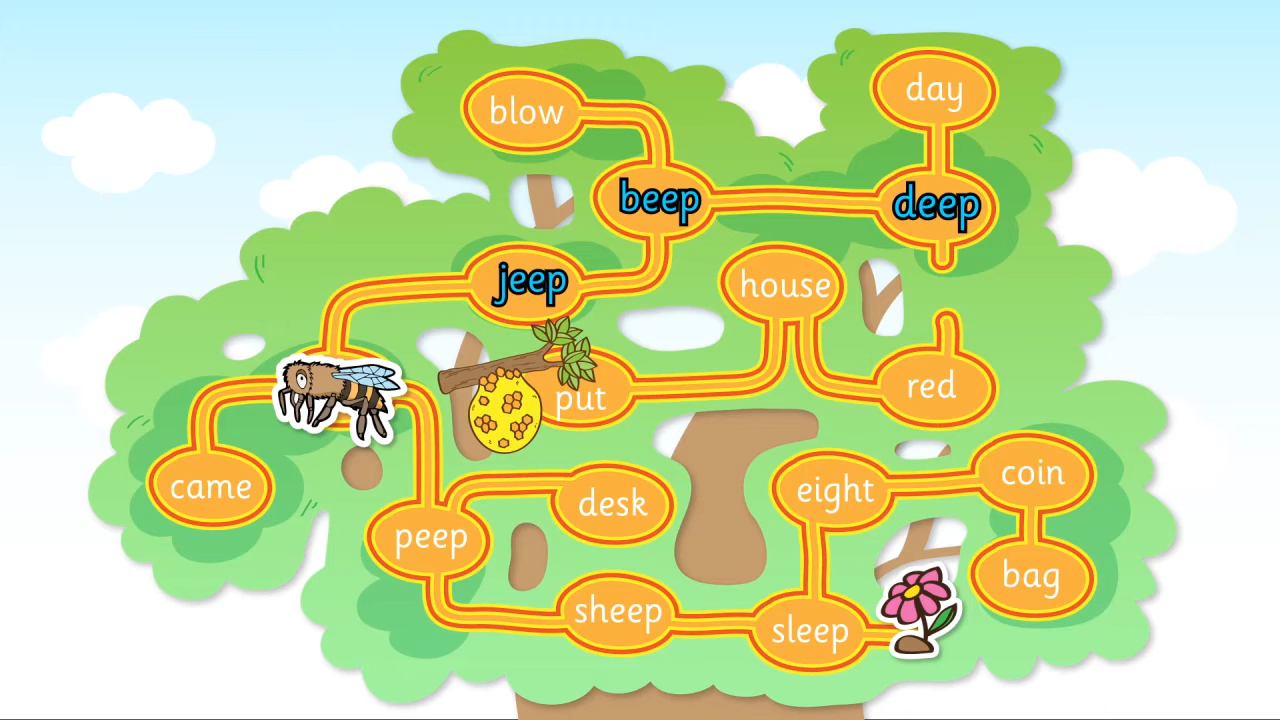 day
blow
beep
deep
jeep
house
put
red
came
desk
eight
coin
peep
bag
sheep
sleep